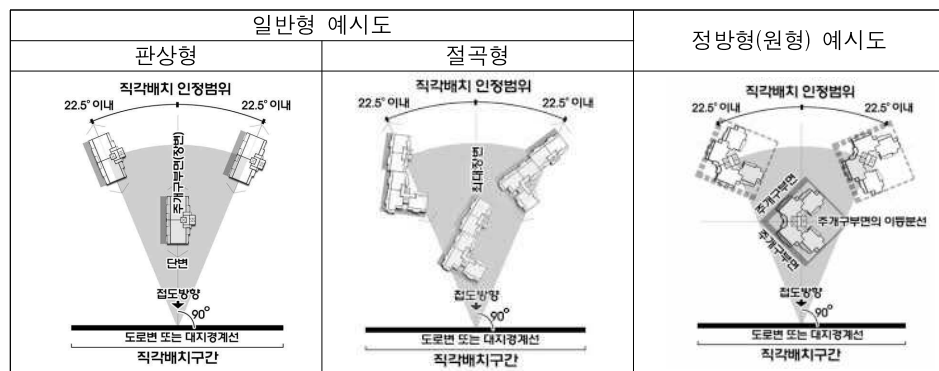 일반형 예시도
정방형(원형) 예시도
판상형
절곡형
직각배치 인정범위
22.5° 이내
22.5° 이내
주개구부면(장변)
단변
접도방향
90°
도로변 또는 대지경계선
직각배치구간
직각배치 인정범위
22.5° 이내
22.5° 이내
최대장변
접도방향
90°
도로변 또는 대지경계선
직각배치구간
직각배치 인정범위
22.5° 이내
22.5° 이내
주개구부면
주개구부면의 이등분선
주개구부면
접도방향
90°
도로변 또는 대지경계선
직각배치구간